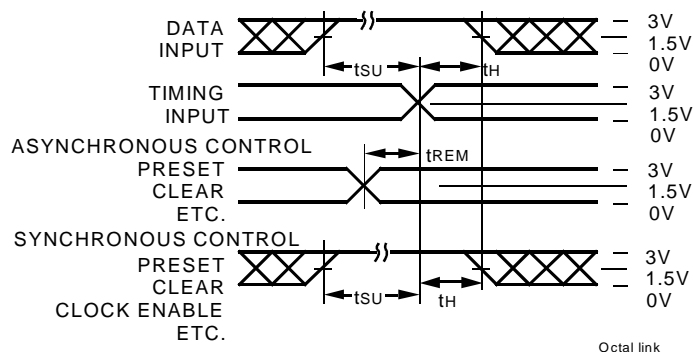 DATA
INPUT
tSU
tH
3V
1.5V
0V
TIMING
INPUT
3V
1.5V
0V
ASYNCHRONOUS CONTROL
PRESET
CLEAR
ETC.
tREM
3V
1.5V
0V
SYNCHRONOUS CONTROL
PRESET
CLEAR
CLOCK ENABLE
ETC.
tSU
tH
3V
1.5V
0V
Octal link